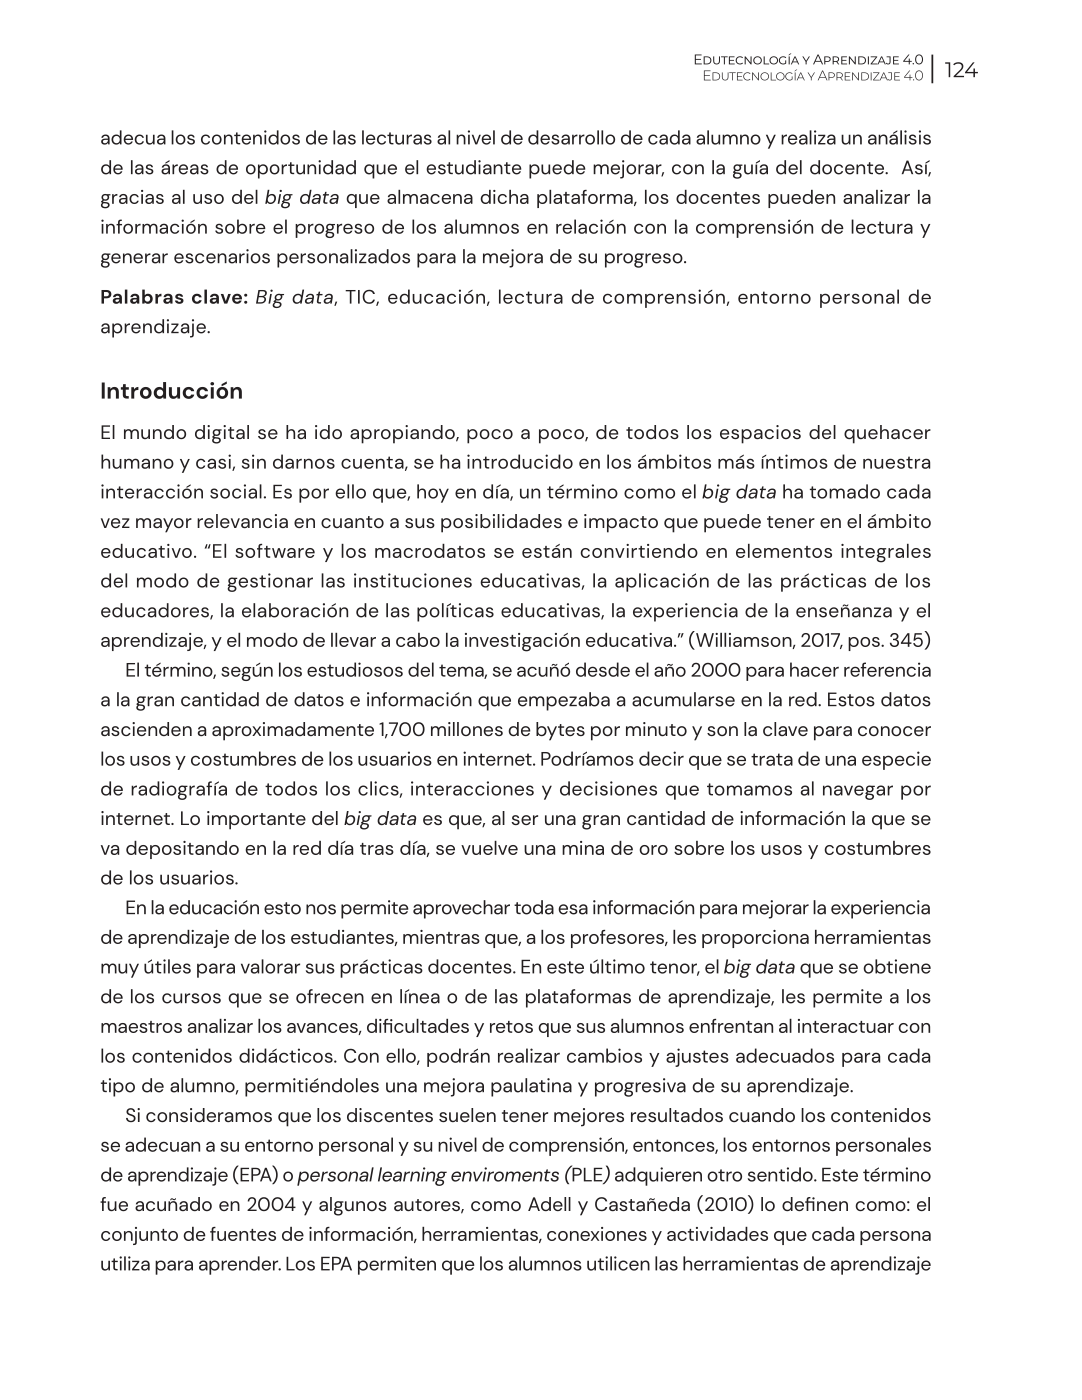 Edutecnología y Aprendizaje 4.0
Edutecnología y Aprendizaje 4.0
124
adecua los contenidos de las lecturas al nivel de desarrollo de cada alumno y realiza un análisis
de las áreas de oportunidad que el estudiante puede mejorar, con la guía del docente.  Así,
gracias al uso del big data que almacena dicha plataforma, los docentes pueden analizar la
información sobre el progreso de los alumnos en relación con la comprensión de lectura y
generar escenarios personalizados para la mejora de su progreso.
Palabras clave: Big data, TIC, educación, lectura de comprensión, entorno personal de
aprendizaje.
Introducción
El mundo digital se ha ido apropiando, poco a poco, de todos los espacios del quehacer
humano y casi, sin darnos cuenta, se ha introducido en los ámbitos más íntimos de nuestra
interacción social. Es por ello que, hoy en día, un término como el big data ha tomado cada
vez mayor relevancia en cuanto a sus posibilidades e impacto que puede tener en el ámbito
educativo. “El software y los macrodatos se están convirtiendo en elementos integrales
del modo de gestionar las instituciones educativas, la aplicación de las prácticas de los
educadores, la elaboración de las políticas educativas, la experiencia de la enseñanza y el
aprendizaje, y el modo de llevar a cabo la investigación educativa.” (Williamson, 2017, pos. 345)
El término, según los estudiosos del tema, se acuñó desde el año 2000 para hacer referencia
a la gran cantidad de datos e información que empezaba a acumularse en la red. Estos datos
ascienden a aproximadamente 1,700 millones de bytes por minuto y son la clave para conocer
los usos y costumbres de los usuarios en internet. Podríamos decir que se trata de una especie
de radiografía de todos los clics, interacciones y decisiones que tomamos al navegar por
internet. Lo importante del big data es que, al ser una gran cantidad de información la que se
va depositando en la red día tras día, se vuelve una mina de oro sobre los usos y costumbres
de los usuarios.
En la educación esto nos permite aprovechar toda esa información para mejorar la experiencia
de aprendizaje de los estudiantes, mientras que, a los profesores, les proporciona herramientas
muy útiles para valorar sus prácticas docentes. En este último tenor, el big data que se obtiene
de los cursos que se ofrecen en línea o de las plataformas de aprendizaje, les permite a los
maestros analizar los avances, dificultades y retos que sus alumnos enfrentan al interactuar con
los contenidos didácticos. Con ello, podrán realizar cambios y ajustes adecuados para cada
tipo de alumno, permitiéndoles una mejora paulatina y progresiva de su aprendizaje.
Si consideramos que los discentes suelen tener mejores resultados cuando los contenidos
se adecuan a su entorno personal y su nivel de comprensión, entonces, los entornos personales
de aprendizaje (EPA) o personal learning enviroments (PLE) adquieren otro sentido. Este término
fue acuñado en 2004 y algunos autores, como Adell y Castañeda (2010) lo definen como: el
conjunto de fuentes de información, herramientas, conexiones y actividades que cada persona
utiliza para aprender. Los EPA permiten que los alumnos utilicen las herramientas de aprendizaje